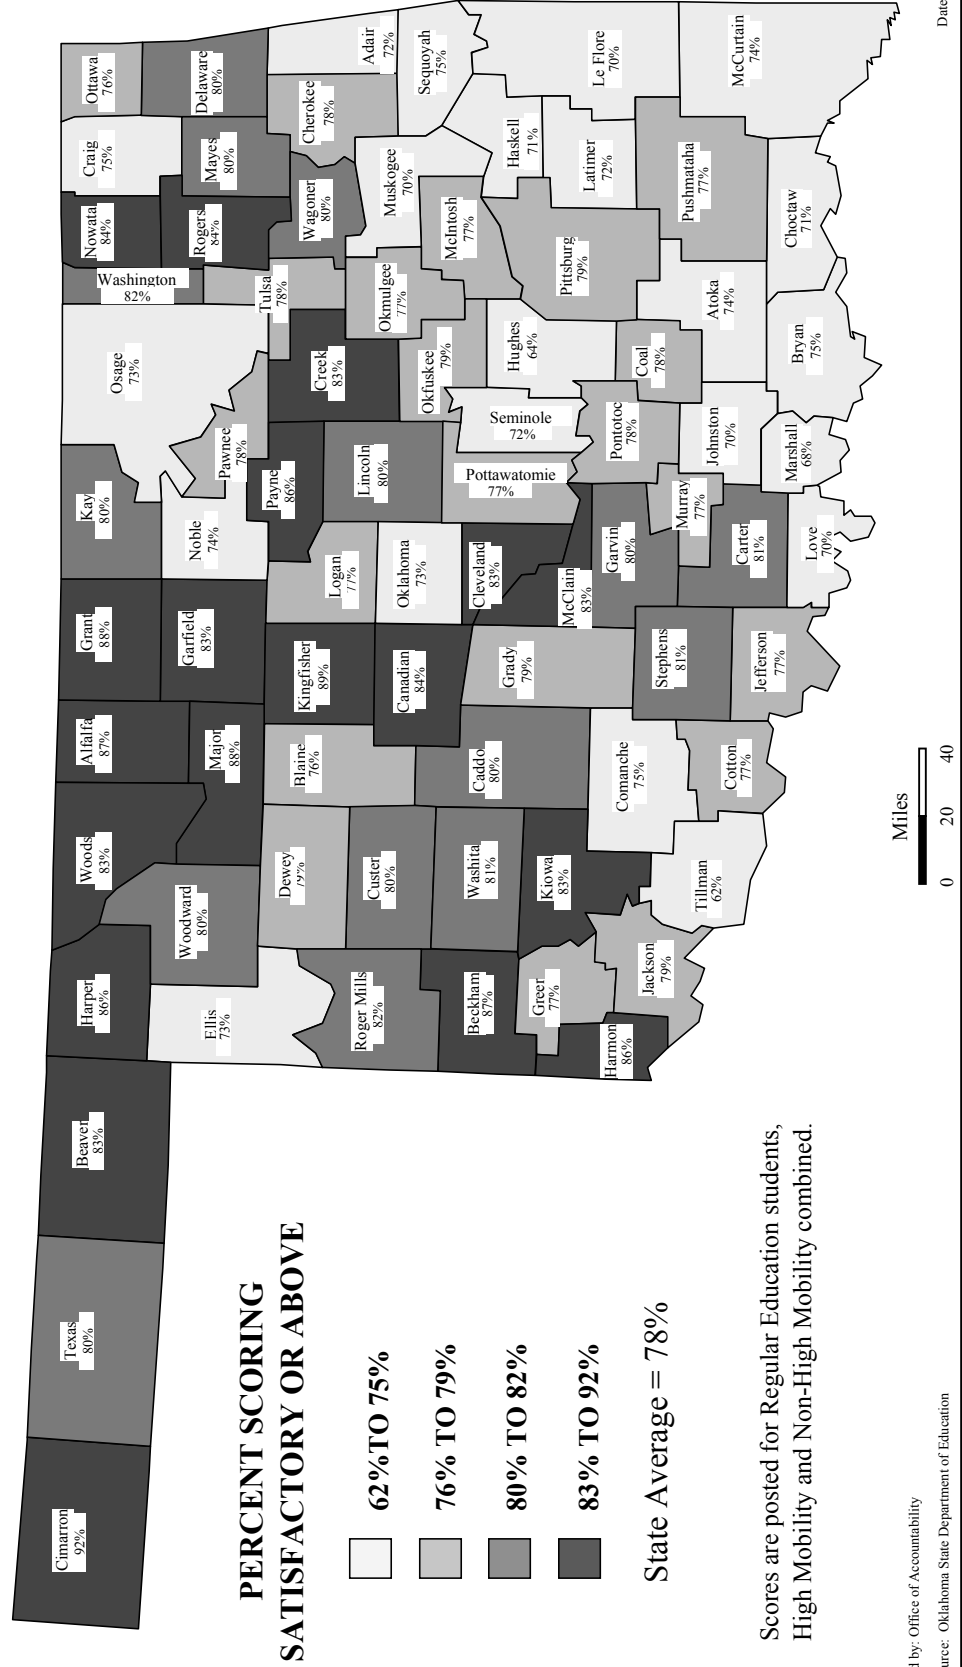 Cimarron
92%
Texas
80%
Beaver
83%
Harper
86%
Woods
83%
Alfalfa
87%
Grant
88%
Kay
80%
Osage
73%
Washington
82%
Nowata
84%
Craig
75%
Ottawa
76%
Ellis
73%
Woodward
80%
Major
88%
Garfield
83%
Noble
74%
Pawnee
78%
Rogers
84%
Mayes
80%
Delaware
80%
Roger Mills
82%
Dewey
79%
Blaine
76%
Kingfisher
89%
Logan
77%
Payne
86%
Creek
83%
Tulsa
78%
Wagoner
80%
Cherokee
78%
Adair
72%
Custer
80%
Canadian
84%
Oklahoma
73%
Lincoln
80%
Okfuskee
79%
Okmulgee
77%
Muskogee
70%
Sequoyah
75%
Beckham
87%
Washita
81%
Caddo
80%
Grady
79%
Cleveland
83%
Pottawatomie
77%
Seminole
72%
Hughes
64%
McIntosh
77%
Haskell
71%
Harmon
86%
Greer
77%
Kiowa
83%
Comanche
75%
McClain
83%
Garvin
80%
Pontotoc
78%
Coal
78%
Pittsburg
79%
Latimer
72%
Le Flore
70%
Jackson
79%
Tillman
62%
Cotton
77%
Stephens
81%
Murray
77%
Johnston
70%
Atoka
74%
Pushmataha
77%
McCurtain
74%
Jefferson
77%
Carter
81%
Love
70%
Marshall
68%
Bryan
75%
Choctaw
71%
PERCENT SCORING
SATISFACTORY OR ABOVE
62%TO 75%
76% TO 79%
80% TO 82%
83% TO 92%
State Average = 78%
Scores are posted for Regular Education students,
High Mobility and Non-High Mobility combined.
Miles
0 20 40
by: Office of Accountability
Oklahoma State Department of Education
Date